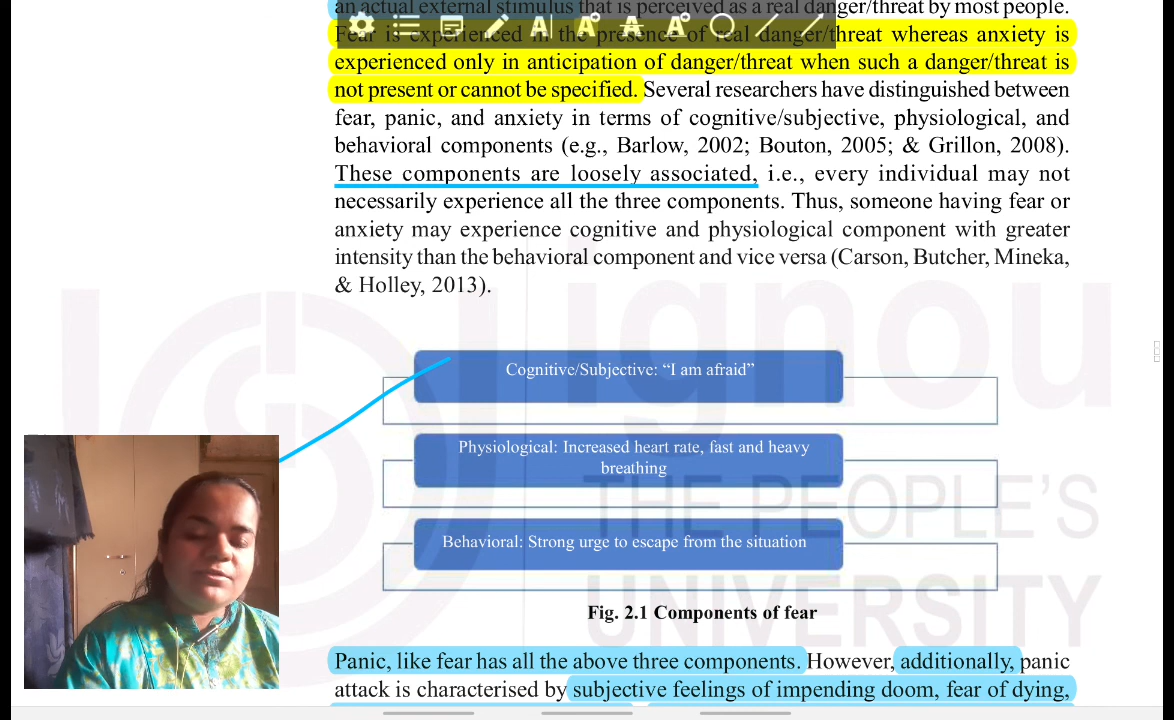 an actual external stimulus that is perceived as a real danger/threat by most people.
Fear is experienced in the presence of real danger/threat whereas anxiety is
experienced only in anticipation of danger/threat when such a danger/threat is
not present or cannot be specified. Several researchers have distinguished between
fear, panic, and anxiety in terms of cognitive/subjective, physiological, and
behavioral components (e.g., Barlow, 2002; Bouton, 2005; & Grillon, 2008).
These components are loosely associated, i.e., every individual may not
necessarily experience all the three components. Thus, someone having fear or
anxiety may experience cognitive and physiological component with greater
intensity than the behavioral component and vice versa (Carson, Butcher, Mineka,
& Holley, 2013).
ignou
Cognitive/Subjective: “I am afraid”
Physiological: Increased heart rate, fast and heavy
breathing
THE PEOPLE’S
Behavioral: Strong urge to escape from the situation
UNIVERSITY
Fig. 2.1 Components of fear
Panic, like fear has all the above three components. However, additionally, panic
attack is characterised by subjective feelings of impending doom, fear of dying,